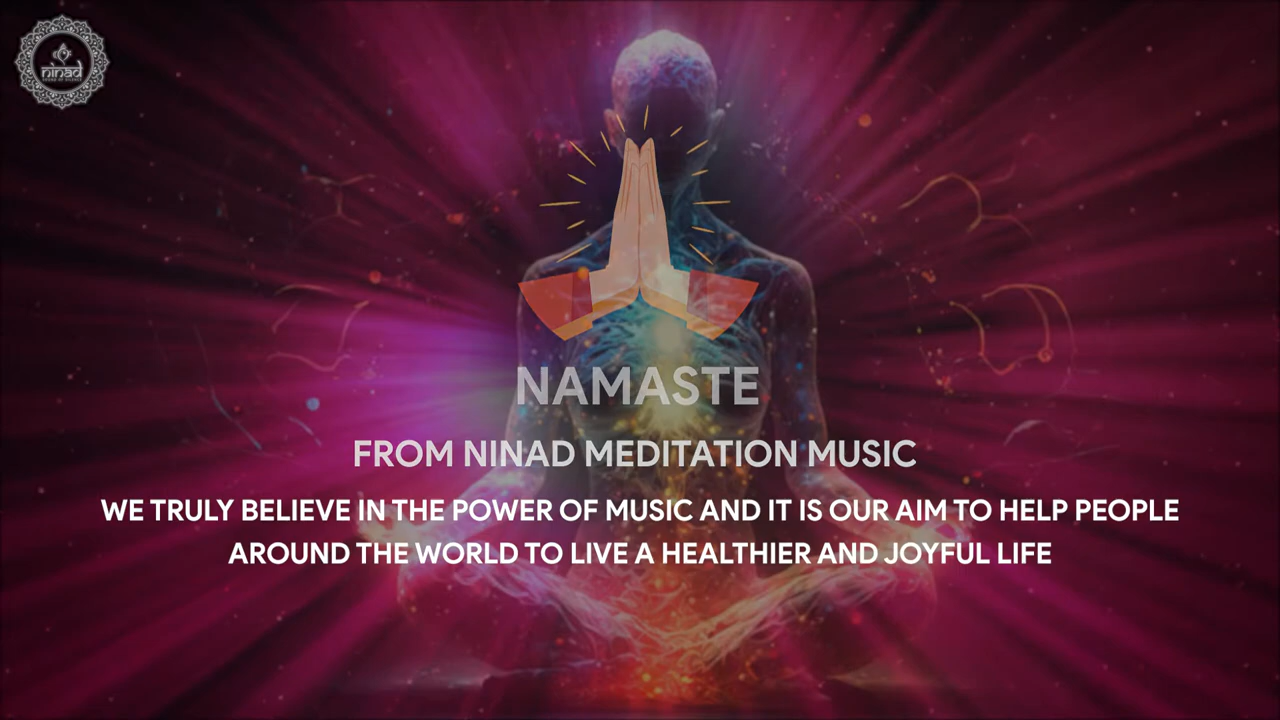 ninad
NAMASTE
FROM NINAD MEDITATION MUSIC
WE TRULY BELIEVE IN THE POWER OF MUSIC AND IT IS OUR AIM TO HELP PEOPLE
AROUND THE WORLD TO LIVE A HEALTHIER AND JOYFUL LIFE